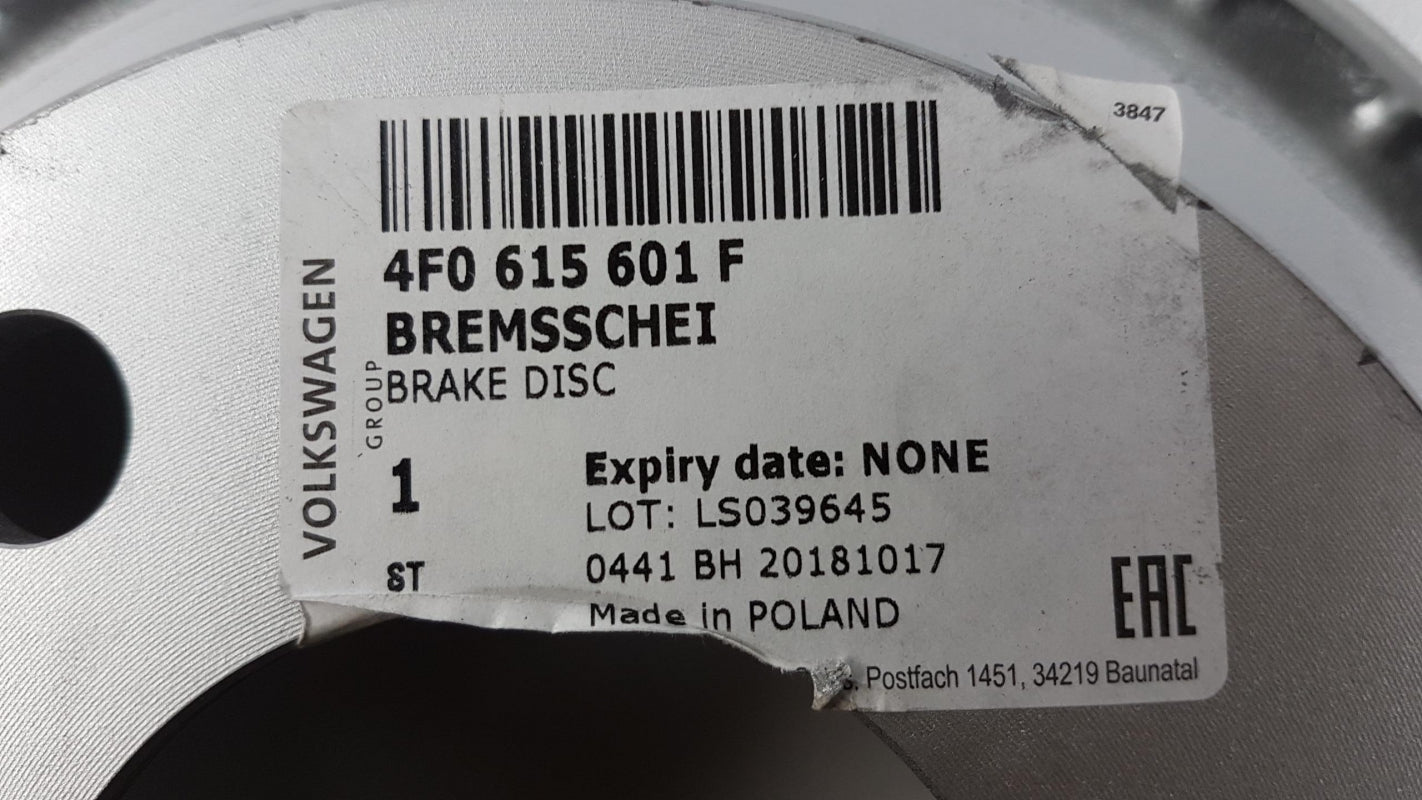 3847
4F0 615 601 F
BREMSSCHEI
BRAKE DISC
VOLKSWAGEN
GROUP
1
Expiry date: NONE
LOT: LS039645
ST
0441 BH 20181017
Made in POLAND
EAC
Postfach 1451, 34219 Baunatal